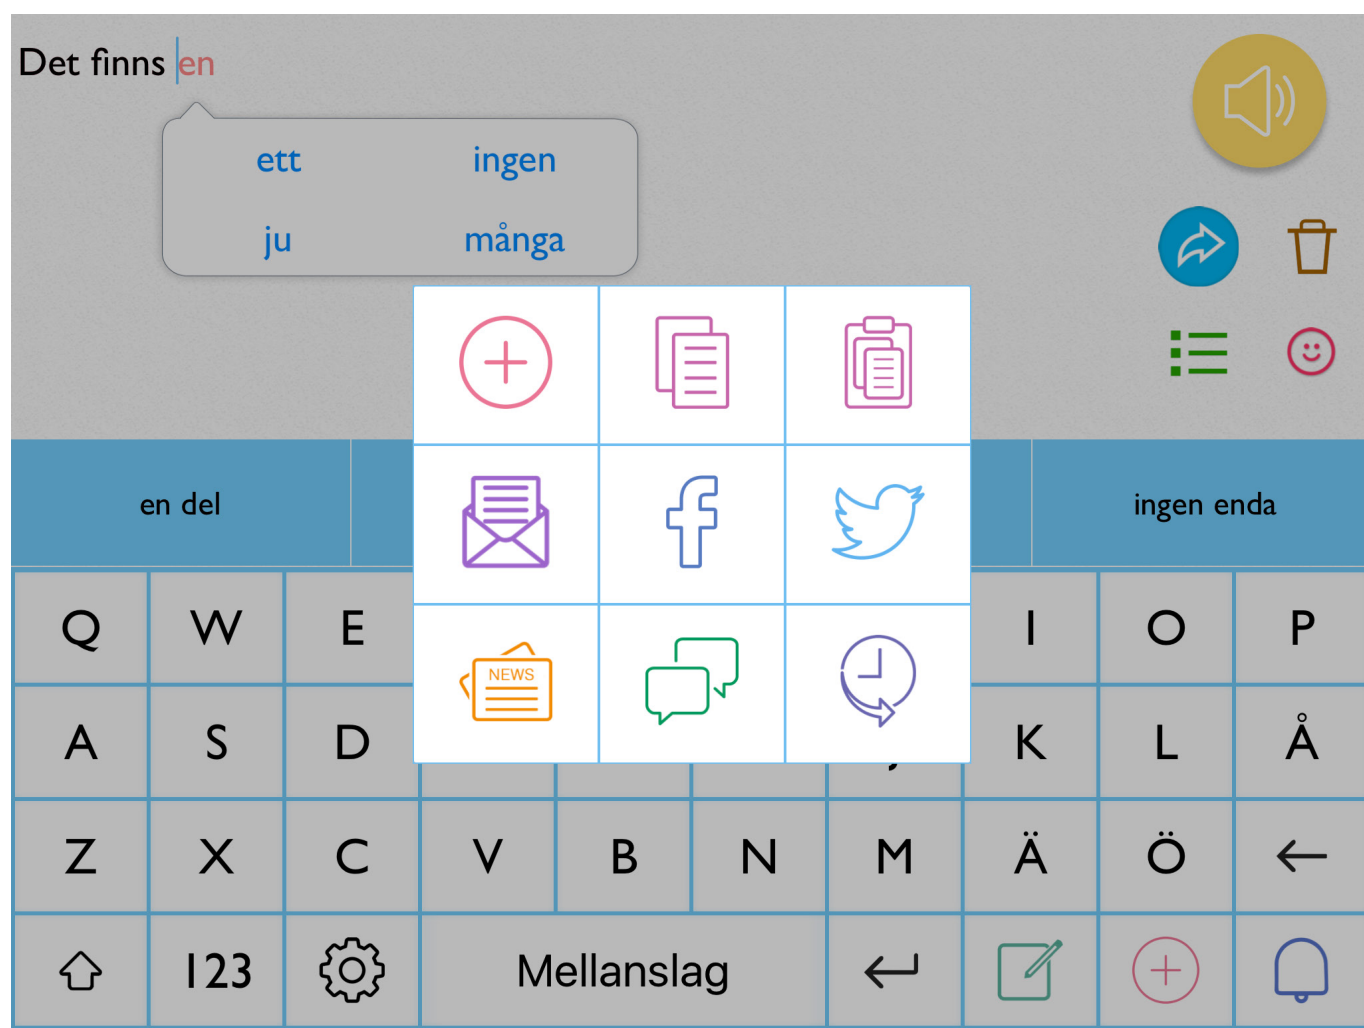 Det finns en
ett ingen
ju många
en del ingen enda
NEWS
Q W E I O P
A S D K L Å
Z X C V B N M Ä Ö
123 Mellanslag